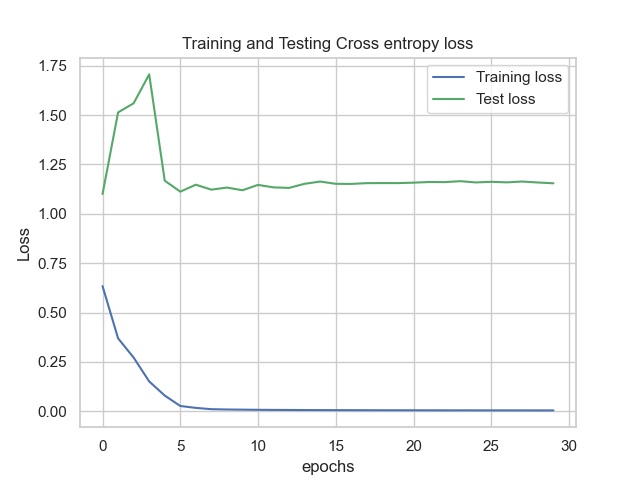 Training and Testing Cross entropy loss
1.75
1.50
1.25
1.00
0.75
0.50
0.25
0.00
Loss
Training loss
Test loss
0 5 10 15 20 25 30
epochs